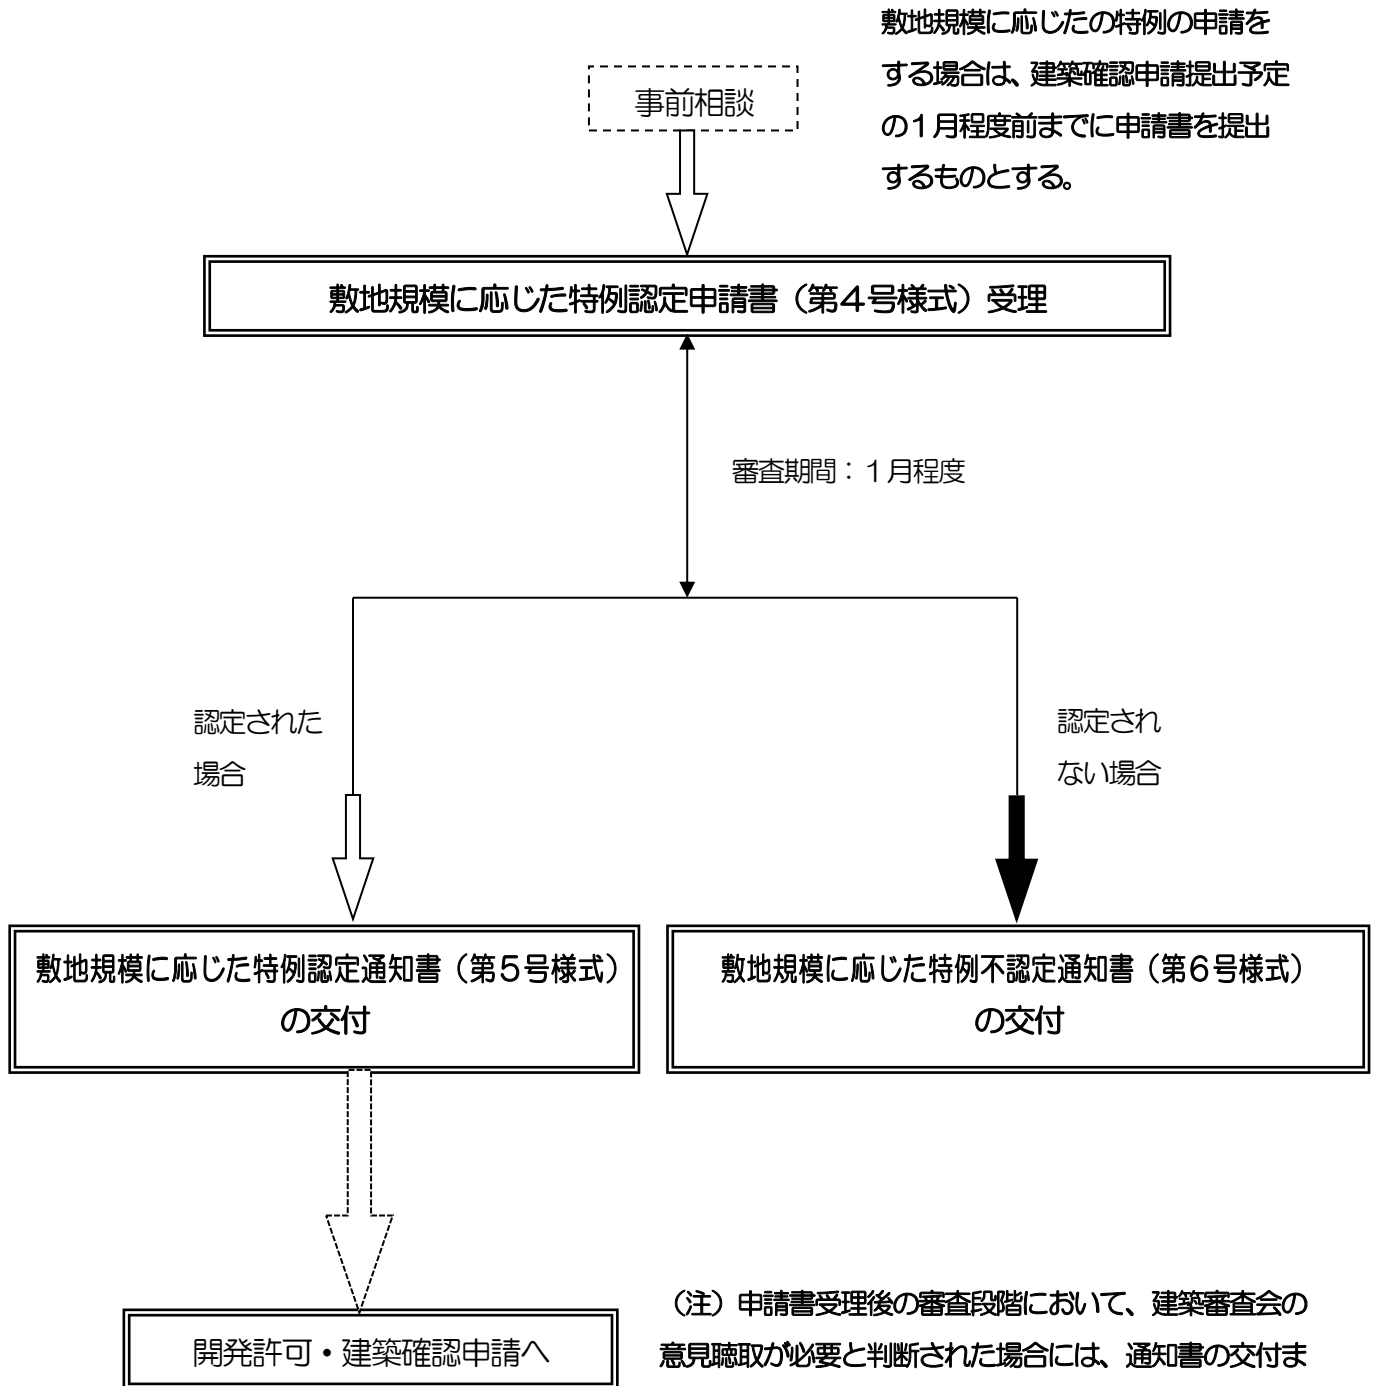 敷地規模に応じたの特例の申請を
する場合は、建築確認申請提出予定
の１月程度前までに申請書を提出
するものとする。
事前相談
敷地規模に応じた特例認定申請書（第４号様式）受理
審査期間：１月程度
認定された
場合
認定され
ない場合
敷地規模に応じた特例認定通知書（第５号様式）
の交付
敷地規模に応じた特例不認定通知書（第６号様式）
の交付
開発許可・建築確認申請へ
（注）申請書受理後の審査段階において、建築審査会の
意見聴取が必要と判断された場合には、通知書の交付ま